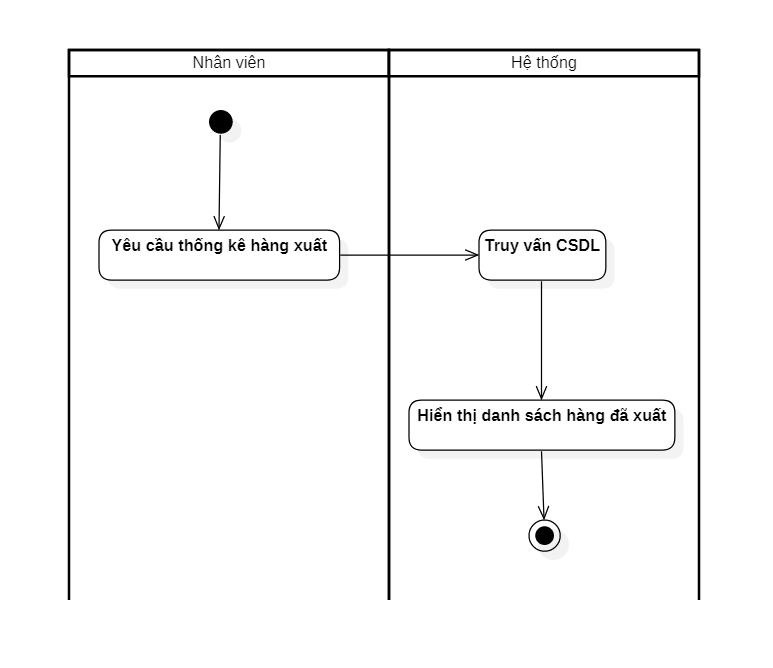 Nhân viên
Hệ thống
Yêu cầu thống kê hàng xuất
Truy vấn CSDL
Hiển thị danh sách hàng đã xuất